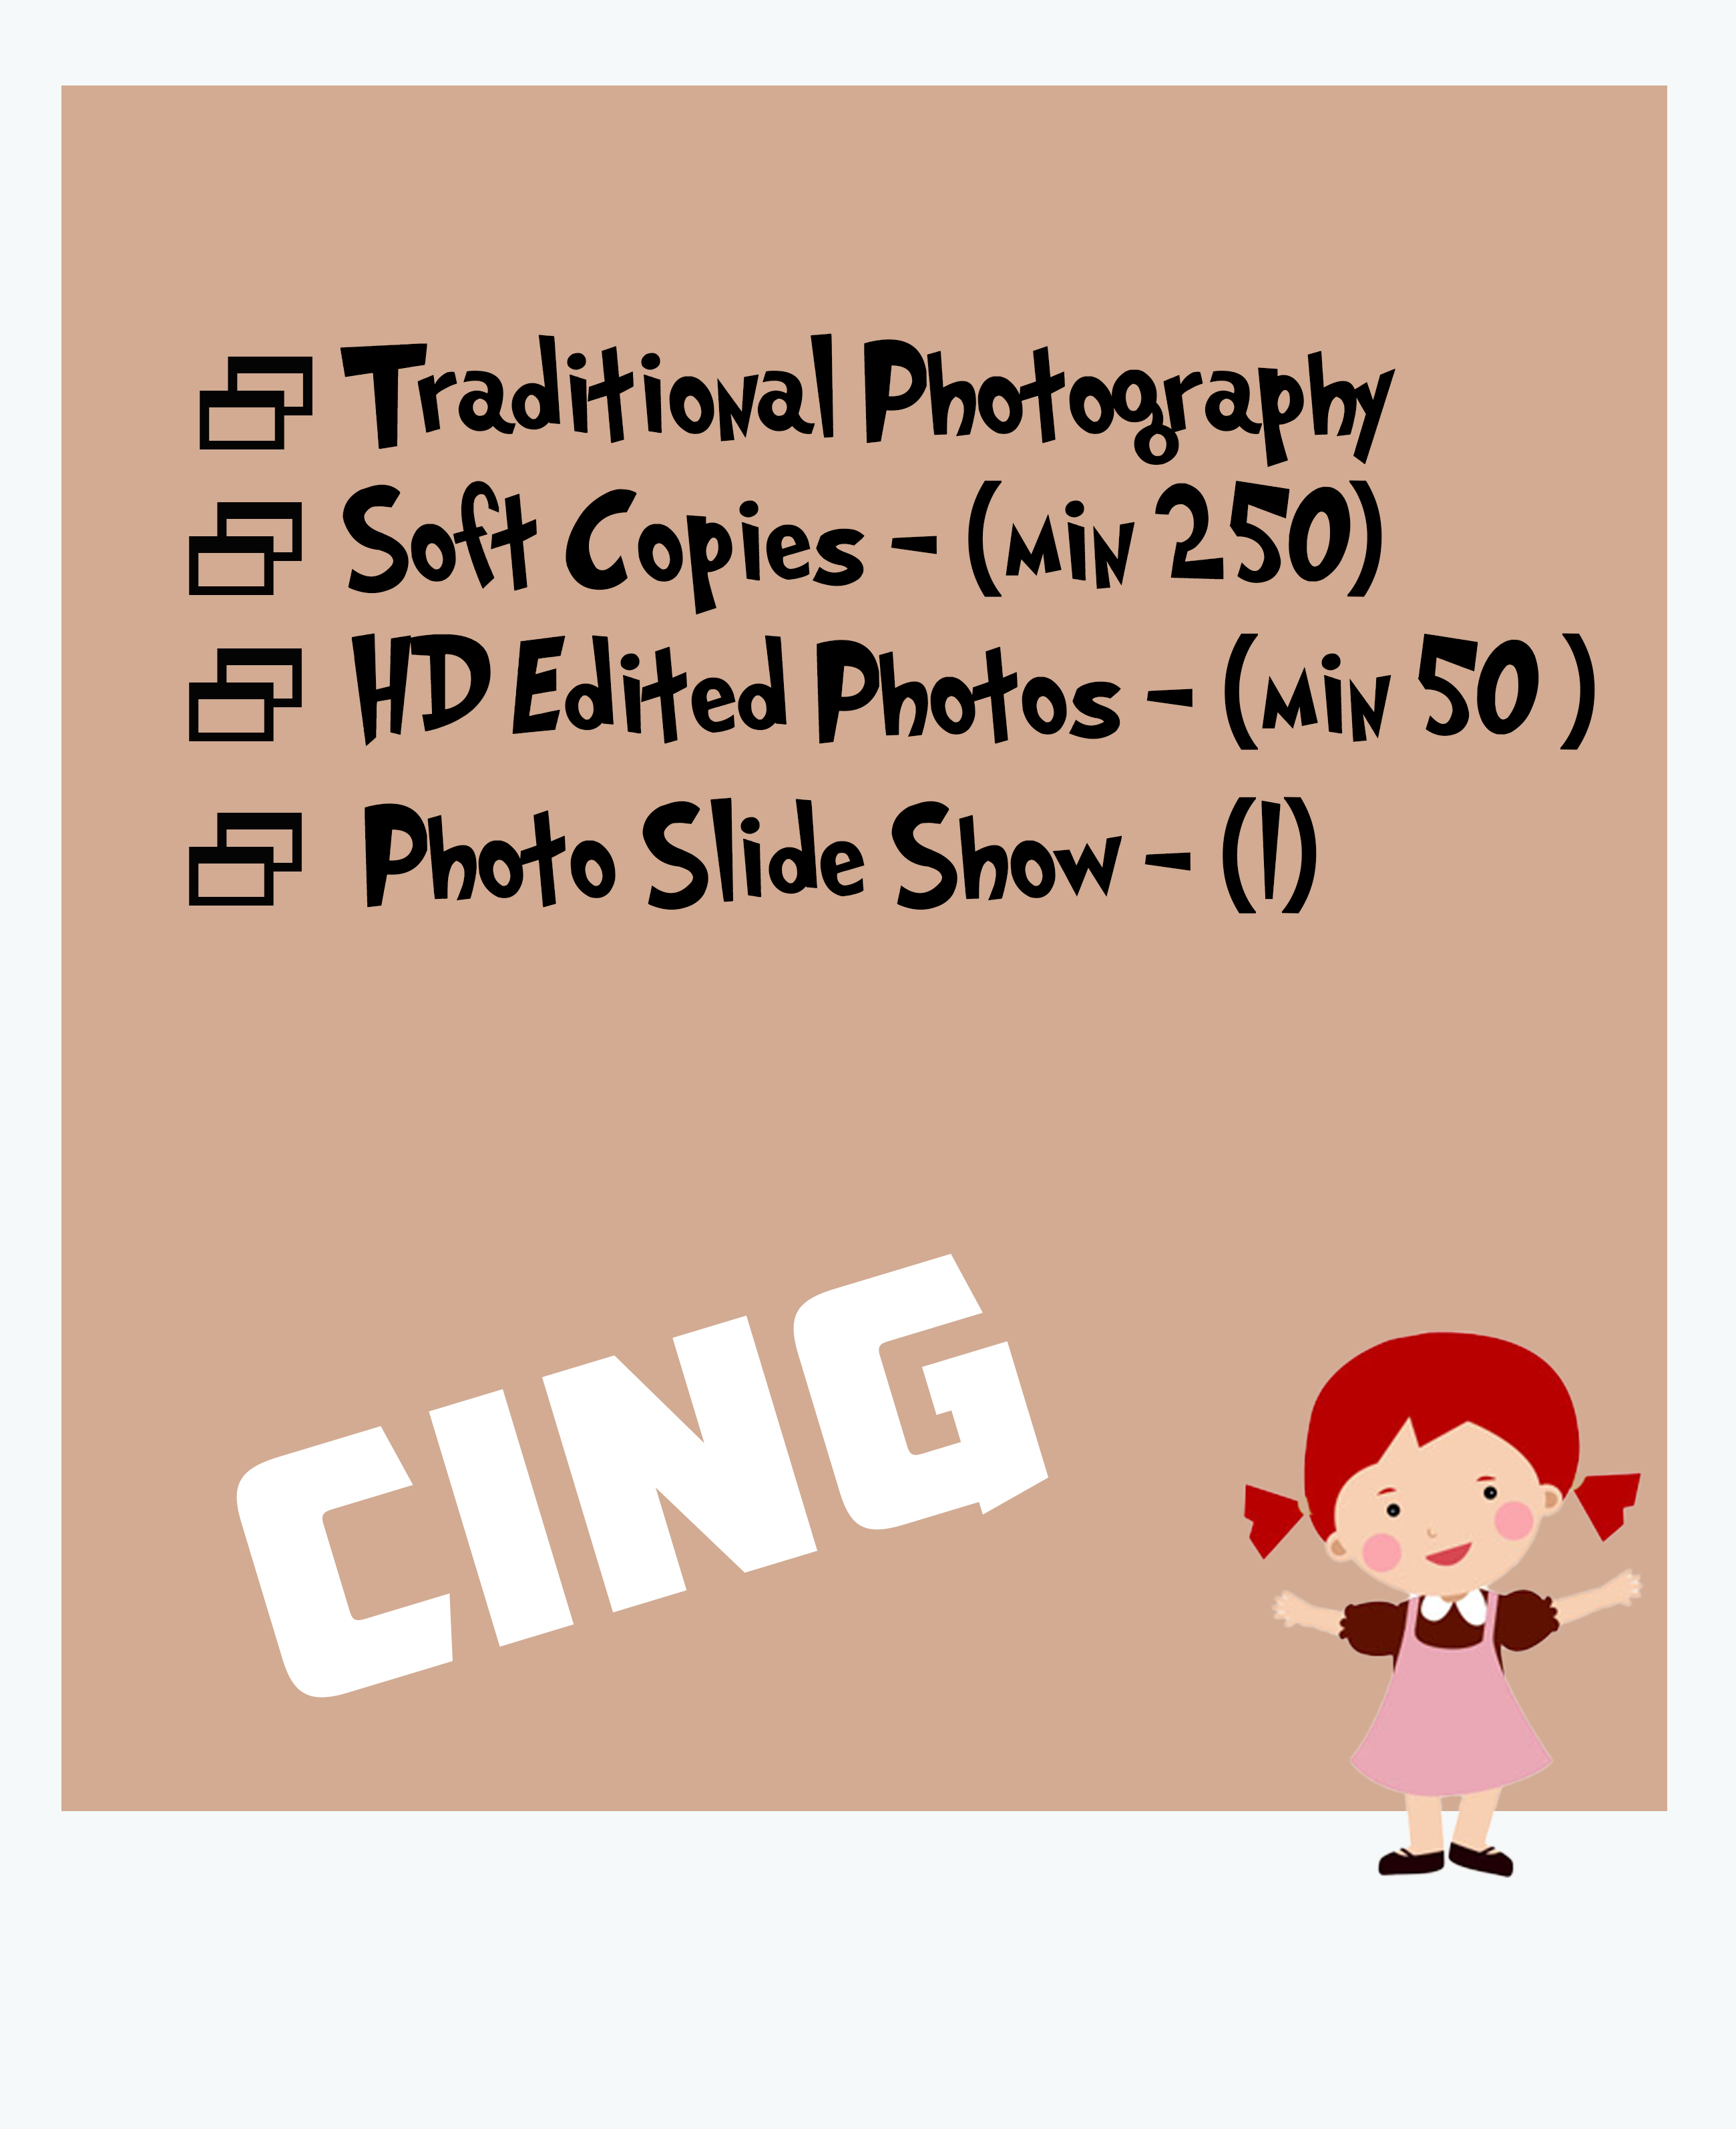 Traditional Photography
Soft Copies - (Min 250)
HD Edited Photos - (Min 50 )
Photo Slide Show - (1)
CING